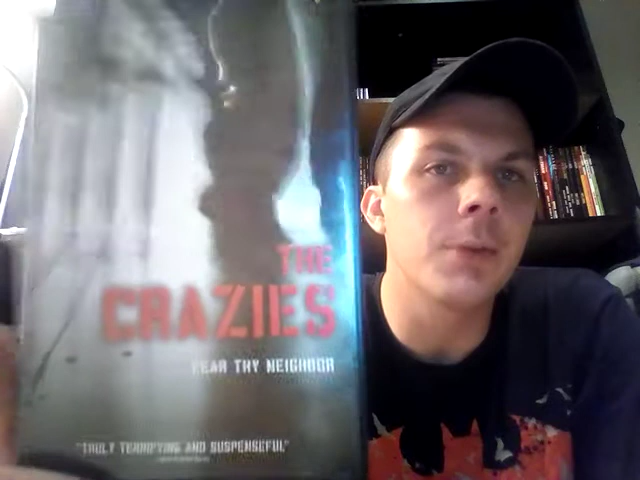 THE
CRAZIES
FEAR THY NEIGHBOR
"TRULY TERRIFYING AND SUSPENSEFUL"